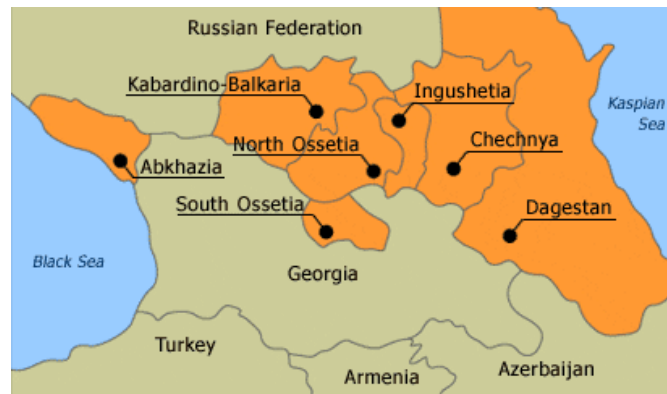 Russian Federation
Kabardino-Balkaria
Ingushetia
Kaspian
Sea
North Ossetia
Chechnya
Abkhazia
South Ossetia
Dagestan
Black Sea
Georgia
Turkey
Armenia
Azerbaijan